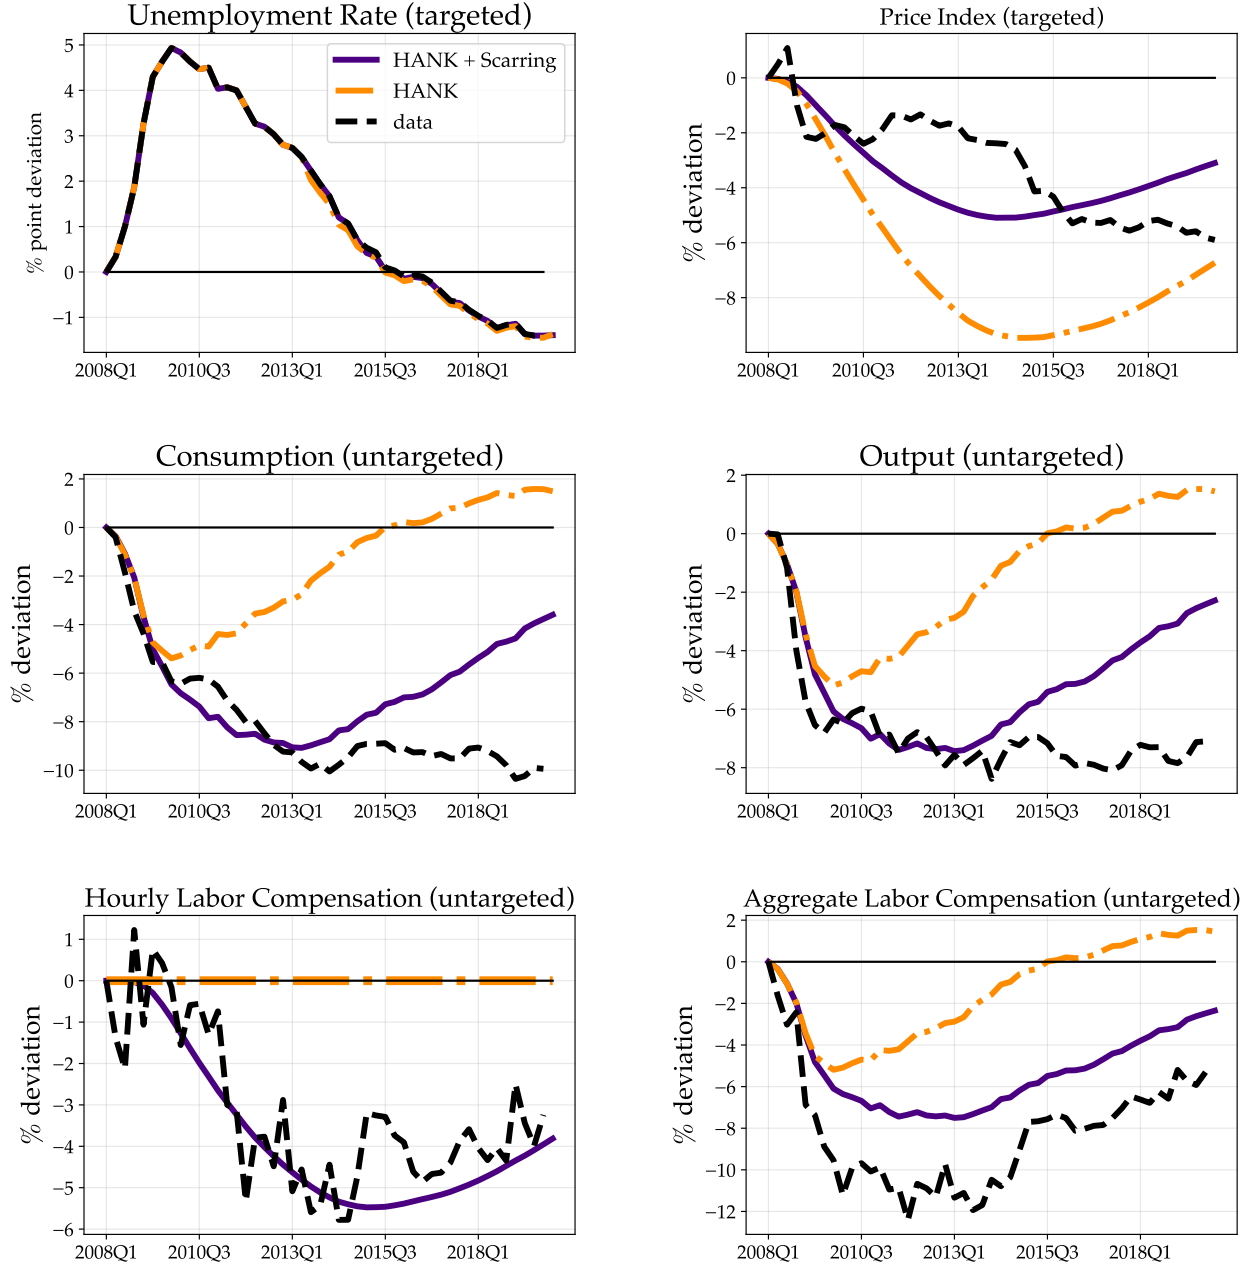 Unemployment Rate (targeted)
% point deviation
5
4
3
2
1
0
−1
HANK + Scarring
HANK
data
2008Q1 2010Q3 2013Q1 2015Q3 2018Q1
Price Index (targeted)
% deviation
0
−2
−4
−6
−8
2008Q1 2010Q3 2013Q1 2015Q3 2018Q1
Consumption (untargeted)
% deviation
2
0
−2
−4
−6
−8
−10
2008Q1 2010Q3 2013Q1 2015Q3 2018Q1
Output (untargeted)
% deviation
2
0
−2
−4
−6
−8
2008Q1 2010Q3 2013Q1 2015Q3 2018Q1
Hourly Labor Compensation (untargeted)
% deviation
1
0
−1
−2
−3
−4
−5
−6
2008Q1 2010Q3 2013Q1 2015Q3 2018Q1
Aggregate Labor Compensation (untargeted)
% deviation
2
0
−2
−4
−6
−8
−10
−12
2008Q1 2010Q3 2013Q1 2015Q3 2018Q1